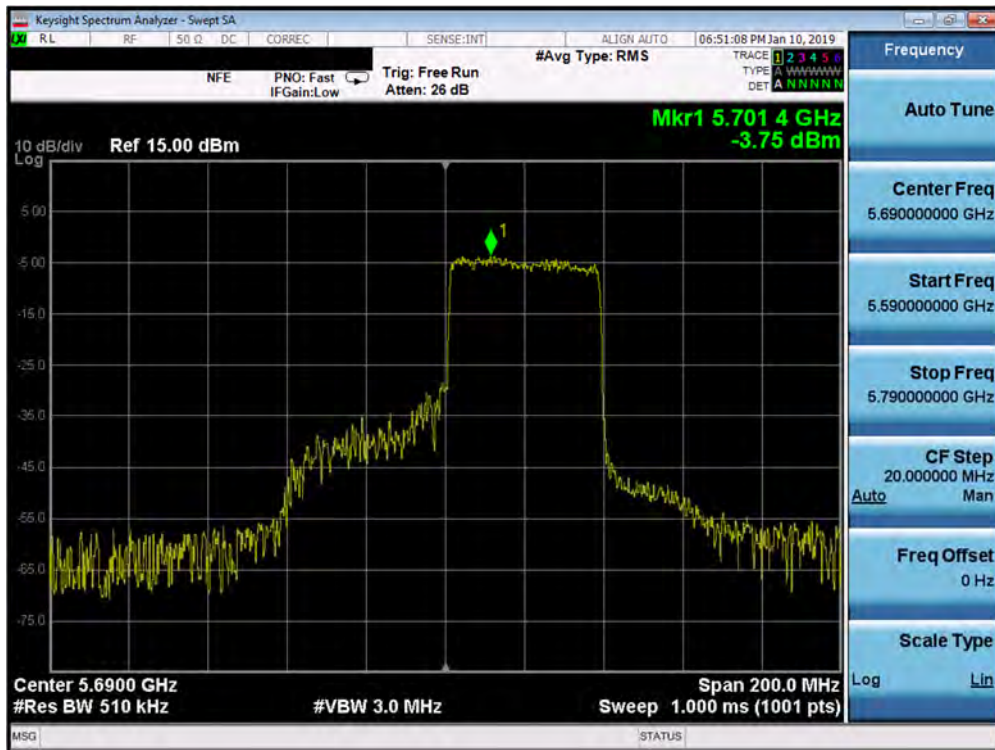 Keysight Spectrum Analyzer - Swept SA
LXI RL RF 50 Ω DC CORREC SENSE:INT ALIGN AUTO 06:51:08 PM Jan 10, 2019
NFE PNO: Fast Trig: Free Run #Avg Type: RMS TRACE 1 2 3 4 5 6
IFGain:Low Atten: 26 dB TYPE A WWWWW
DET A N N N N N
Mkr1 5.701 4 GHz
-3.75 dBm
10 dB/div Ref 15.00 dBm
Log
5.00
-5.00
-15.0
-25.0
-35.0
-45.0
-55.0
-65.0
-75.0
1
Center 5.6900 GHz Span 200.0 MHz
#Res BW 510 kHz #VBW 3.0 MHz Sweep 1.000 ms (1001 pts)
MSG STATUS
Frequency
Auto Tune
Center Freq
5.690000000 GHz
Start Freq
5.590000000 GHz
Stop Freq
5.790000000 GHz
CF Step
20.000000 MHz
Auto Man
Freq Offset
0 Hz
Scale Type
Log Lin